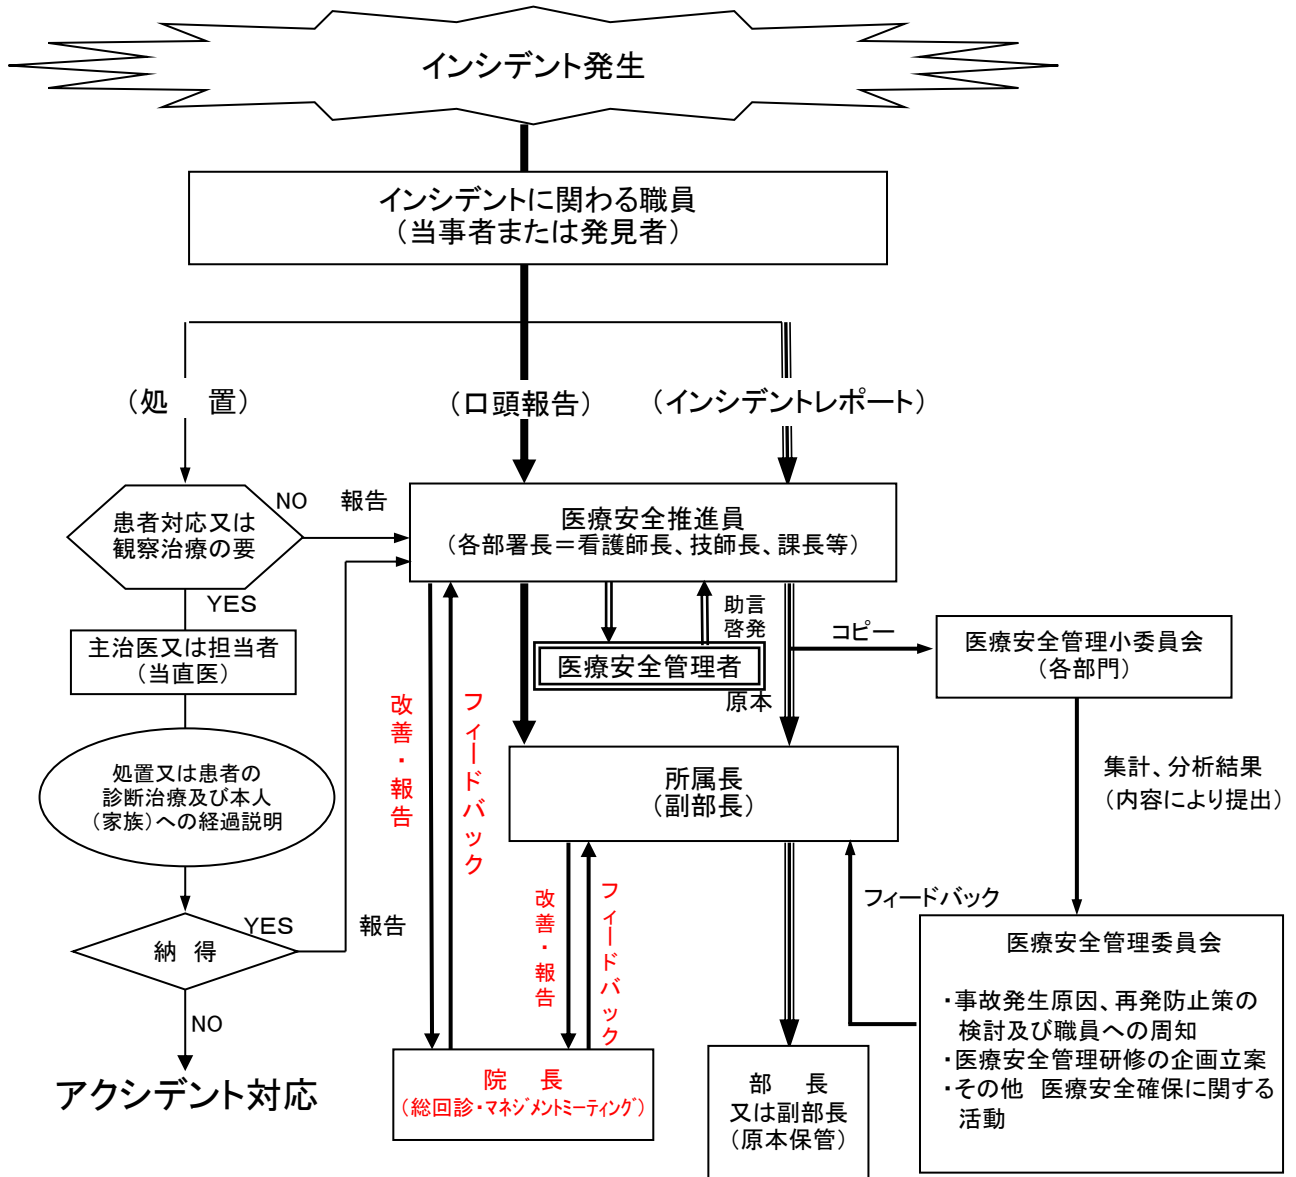 インシデント発生
インシデントに関わる職員
（当事者または発見者）
（処　置）
（口頭報告）
（インシデントレポート）
患者対応又は
観察治療の要
NO
報告
YES
医療安全推進員
（各部署長＝看護師長、技師長、課長等）
主治医又は担当者
（当直医）
助言
啓発
医療安全管理者
コピー
原本
医療安全管理小委員会
（各部門）
改善・報告
フィードバック
処置又は患者の
診断治療及び本人
（家族）への経過説明
所属長
（副部長）
集計、分析結果
（内容により提出）
納　得
YES
報告
NO
アクシデント対応
改善・報告
フィードバック
フィードバック
院　長
（総回診・マネジメントミーティング）
部　長
又は副部長
（原本保管）
医療安全管理委員会
・事故発生原因、再発防止策の
検討及び職員への周知
・医療安全管理研修の企画立案
・その他　医療安全確保に関する
活動